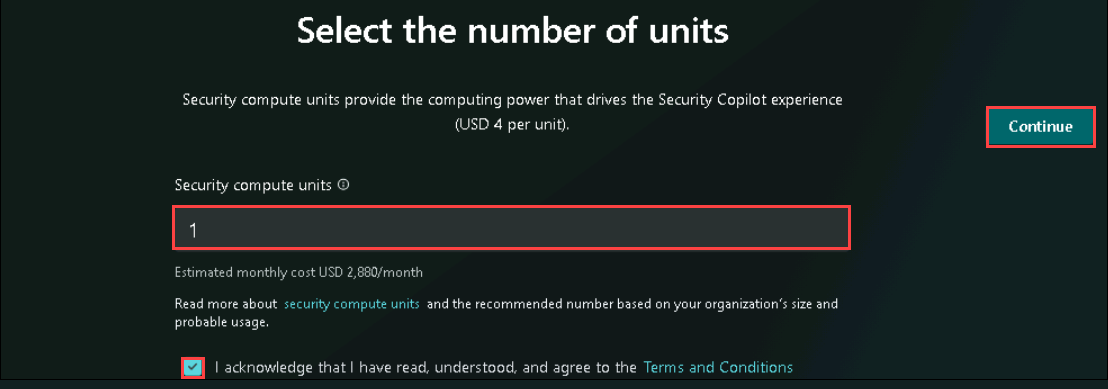 Select the number of units
Security compute units provide the computing power that drives the Security Copilot experience
(USD 4 per unit).
Continue
Security compute units
1
Estimated monthly cost USD 2,880/month
Read more about security compute units and the recommended number based on your organization's size and
probable usage.
I acknowledge that I have read, understood, and agree to the Terms and Conditions